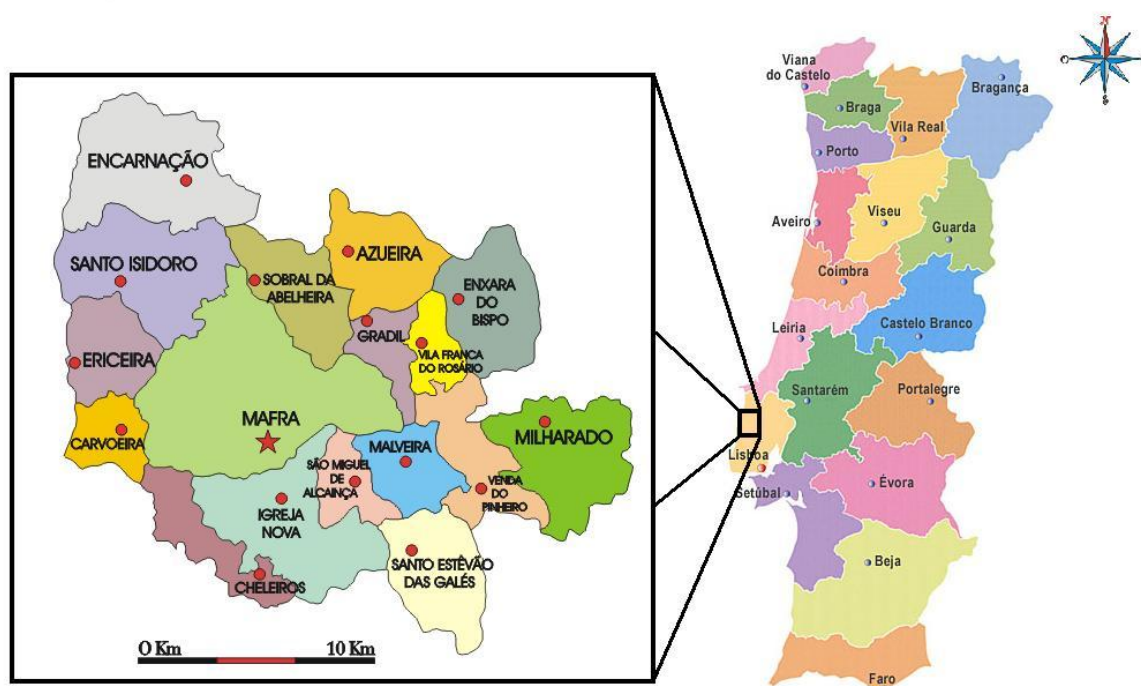 ENCARNAÇÃO
SANTO ISIDORO
SOBRAL DA
ABELHEIRA
AZUEIRA
ENXARA
DO
BISPO
ERICEIRA
GRADIL
VILA FRANCA
DO ROSÁRIO
CARVOEIRA
MAFRA
MILHARADO
MALVEIRA
SÃO MIGUEL
DE
ALCAINÇA
VENDA
DO
PINHEIRO
IGREJA
NOVA
SANTO ESTÊVÃO
DAS GALÉS
CHELEIROS
0 Km
10 Km
N
O
E
S
Viana
do Castelo
Bragança
Braga
Vila Real
Porto
Aveiro
Viseu
Guarda
Coimbra
Leiria
Castelo Branco
Santarém
Portalegre
Lisboa
Setúbal
Évora
Beja
Faro